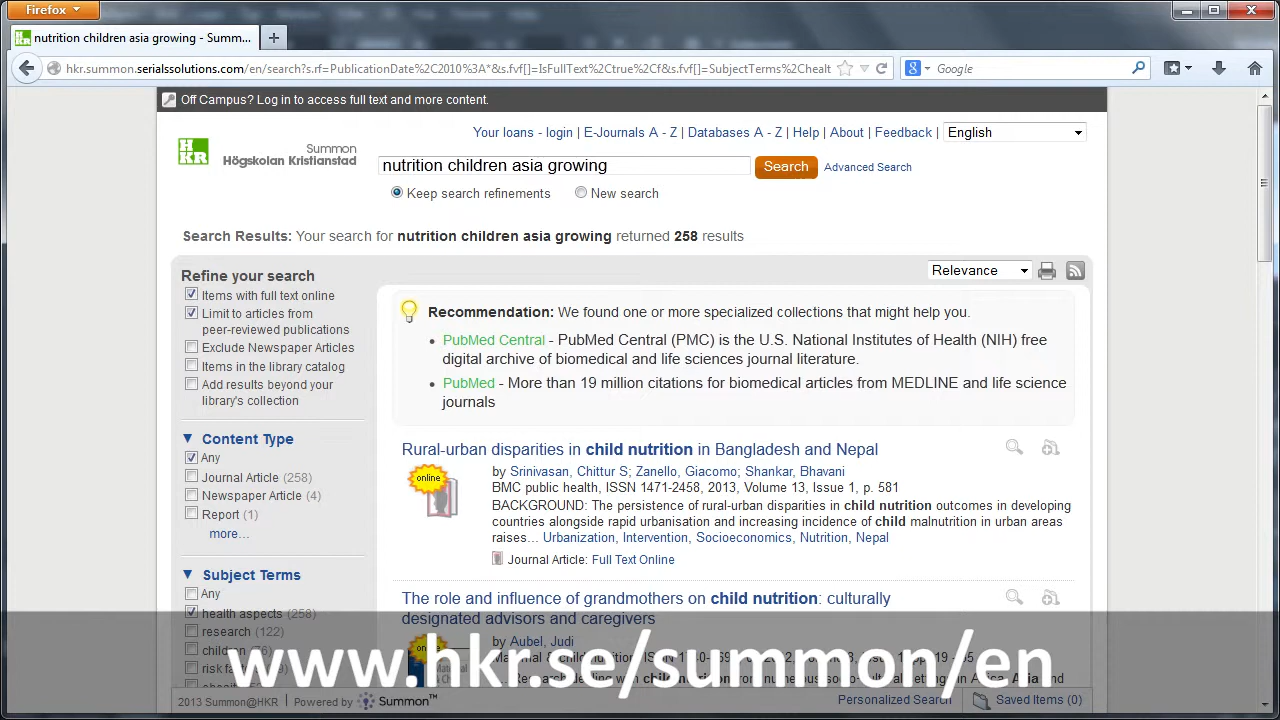 Firefox
nutrition children asia growing - Summ...
hkr.summon.serialssolutions.com/en/search?s.rf=PublicationDate%2C2010%3A*&s.fvf[]=IsFullText%2Ctrue%2Cf&s.fvf[]=SubjectTerms%2Chealt
Google
Off Campus? Log in to access full text and more content.
Your loans - login | E-Journals A - Z | Databases A - Z | Help | About | Feedback | English
HKR
Summon
Högskolan Kristianstad
nutrition children asia growing
Search
Advanced Search
Keep search refinements
New search
Search Results: Your search for nutrition children asia growing returned 258 results
Refine your search
Items with full text online
Limit to articles from
peer-reviewed publications
Exclude Newspaper Articles
Items in the library catalog
Add results beyond your
library's collection
Content Type
Any
Journal Article (258)
Newspaper Article (4)
Report (1)
more...
Subject Terms
Any
health aspects (258)
research (122)
Relevance
Recommendation: We found one or more specialized collections that might help you.
• PubMed Central - PubMed Central (PMC) is the U.S. National Institutes of Health (NIH) free
digital archive of biomedical and life sciences journal literature.
• PubMed - More than 19 million citations for biomedical articles from MEDLINE and life science
journals
Rural-urban disparities in child nutrition in Bangladesh and Nepal
online
by Srinivasan, Chittur S; Zanello, Giacomo; Shankar, Bhavani
BMC public health, ISSN 1471-2458, 2013, Volume 13, Issue 1, p. 581
BACKGROUND: The persistence of rural-urban disparities in child nutrition outcomes in developing
countries alongside rapid urbanisation and increasing incidence of child malnutrition in urban areas
raises... Urbanization, Intervention, Socioeconomics, Nutrition, Nepal
Journal Article: Full Text Online
The role and influence of grandmothers on child nutrition: culturally
designated advisors and caregivers
by Aubel, Judi
www.hkr.se/summon/en
2013 Summon@HKR | Powered by Summon™
Personalized Search
Saved Items (0)